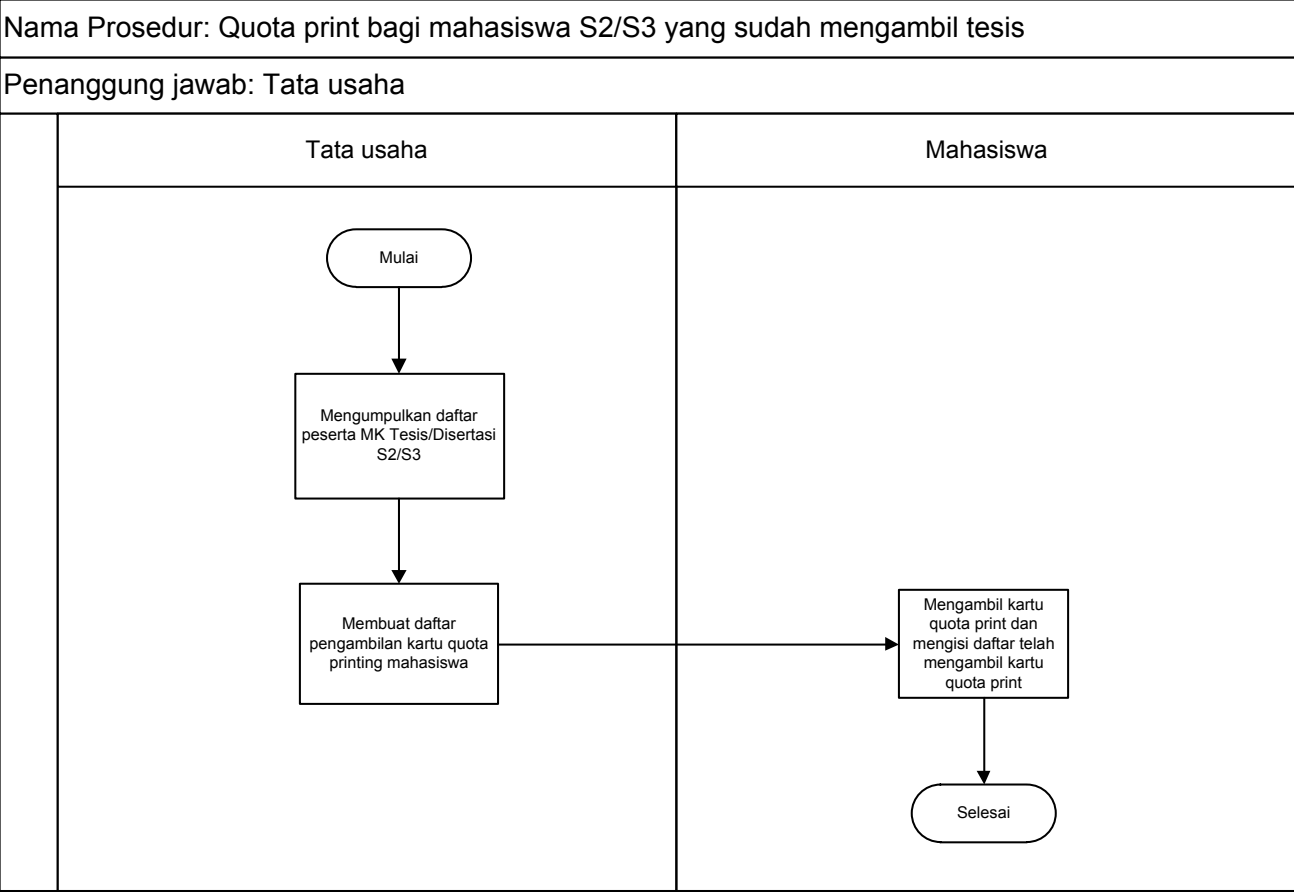 Nama Prosedur: Quota print bagi mahasiswa S2/S3 yang sudah mengambil tesis
Penanggung jawab: Tata usaha
Tata usaha
Mahasiswa
Mulai
Mengumpulkan daftar
peserta MK Tesis/Disertasi
S2/S3
Membuat daftar
pengambilan kartu quota
printing mahasiswa
Mengambil kartu
quota print dan
mengisi daftar telah
mengambil kartu
quota print
Selesai